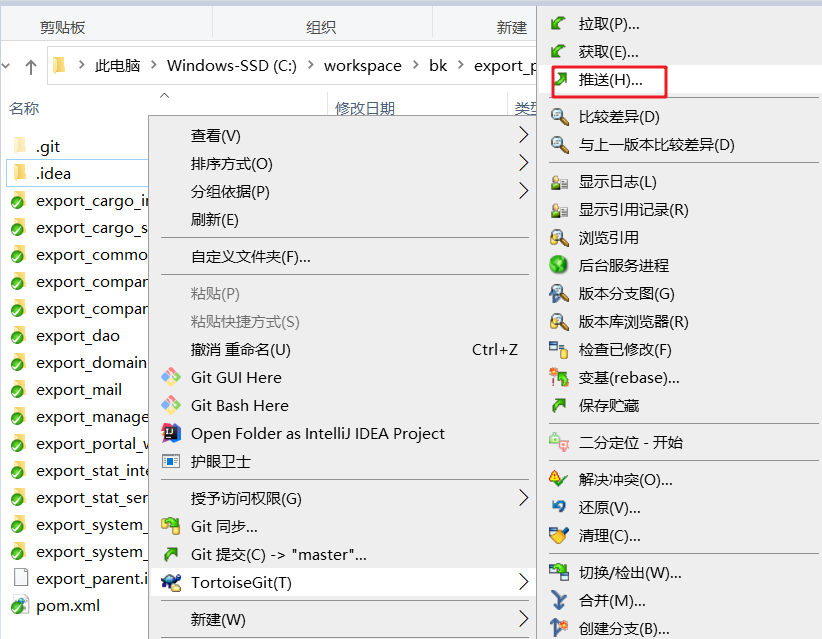 剪贴板
组织
新建
此电脑
Windows-SSD (C:)
workspace
bk
export_p
名称
修改日期
类型
.git
.idea
export_cargo_in
export_cargo_s
export_commo
export_compar
export_compar
export_dao
export_domain
export_mail
export_manage
export_portal_w
export_stat_inte
export_stat_ser
export_system_
export_system_
export_parent.i
pom.xml
查看(V)
排序方式(O)
分组依据(P)
刷新(E)
自定义文件夹(F)...
粘贴(P)
粘贴快捷方式(S)
撤消 重命名(U)
Ctrl+Z
Git GUI Here
Git Bash Here
Open Folder as IntelliJ IDEA Project
护眼卫士
授予访问权限(G)
Git 同步...
Git 提交(C) -> "master"...
TortoiseGit(T)
新建(W)
拉取(P)...
获取(E)...
推送(H)...
比较差异(D)
与上一版本比较差异(D)
显示日志(L)
显示引用记录(R)
浏览引用
后台服务进程
版本分支图(G)
版本库浏览器(R)
检查已修改(F)
变基(rebase)...
保存贮藏
二分定位 - 开始
解决冲突(O)...
还原(V)...
清理(C)...
切换/检出(W)...
合并(M)...
创建分支(B)...